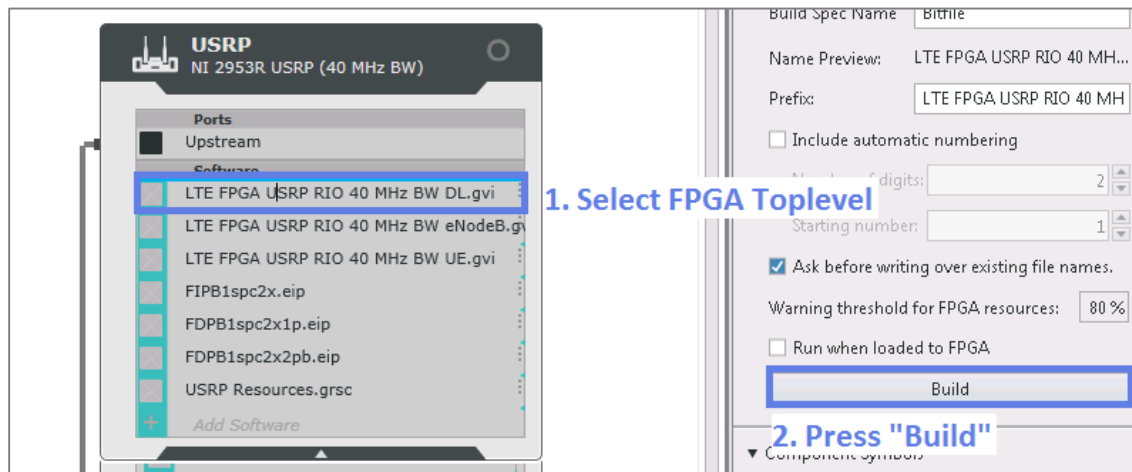 USRP
NI 2953R USRP (40 MHz BW)
Ports
Upstream
Software
LTE FPGA USRP RIO 40 MHz BW DL.gvi
LTE FPGA USRP RIO 40 MHz BW eNodeB.gv
LTE FPGA USRP RIO 40 MHz BW UE.gvi
FIPB1spc2x.eip
FDPB1spc2x1p.eip
FDPB1spc2x2pb.eip
USRP Resources.grsc
+ Add Software
1. Select FPGA Toplevel
Build Spec Name Bitfile
Name Preview: LTE FPGA USRP RIO 40 MH...
Prefix: LTE FPGA USRP RIO 40 MH
Include automatic numbering
digits: 2
Starting number: 1
Ask before writing over existing file names.
Warning threshold for FPGA resources: 80 %
Run when loaded to FPGA
Build
2. Press "Build"
Component Symbols